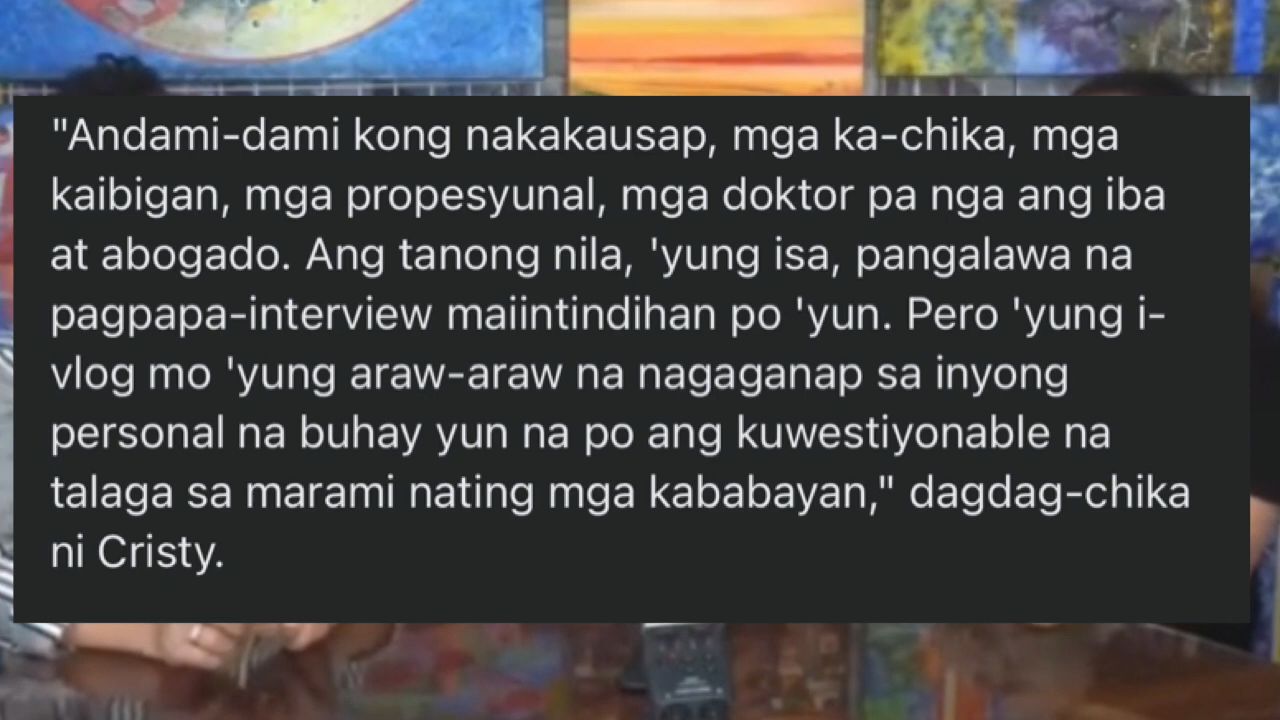 "Andami-dami kong nakakausap, mga ka-chika, mga
kaibigan, mga propesyunal, mga doktor pa nga ang iba
at abogado. Ang tanong nila, 'yung isa, pangalawa na
pagpapa-interview maiintindihan po 'yun. Pero 'yung i-
vlog mo 'yung araw-araw na nagaganap sa inyong
personal na buhay yun na po ang kuwestiyonable na
talaga sa marami nating mga kababayan," dagdag-chika
ni Cristy.